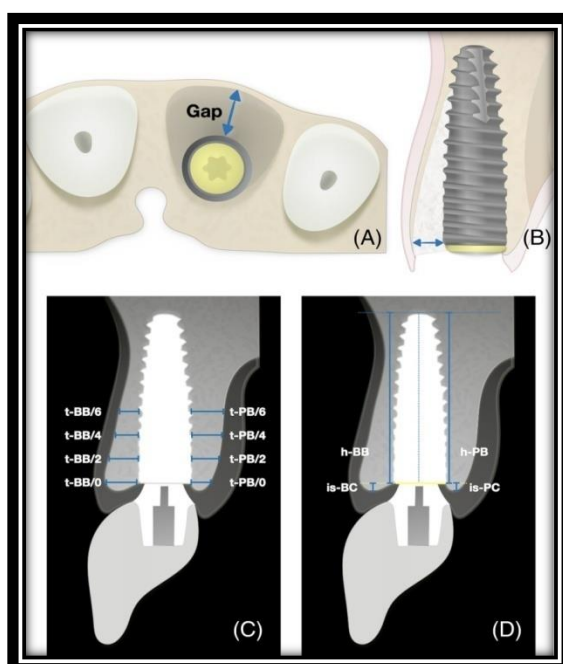 Gap
(A)
(B)
t-BB/6
t-PB/6
t-BB/4
t-PB/4
t-BB/2
t-PB/2
t-BB/0
t-PB/0
(C)
h-BB
h-PB
is-BC
is-PC
(D)